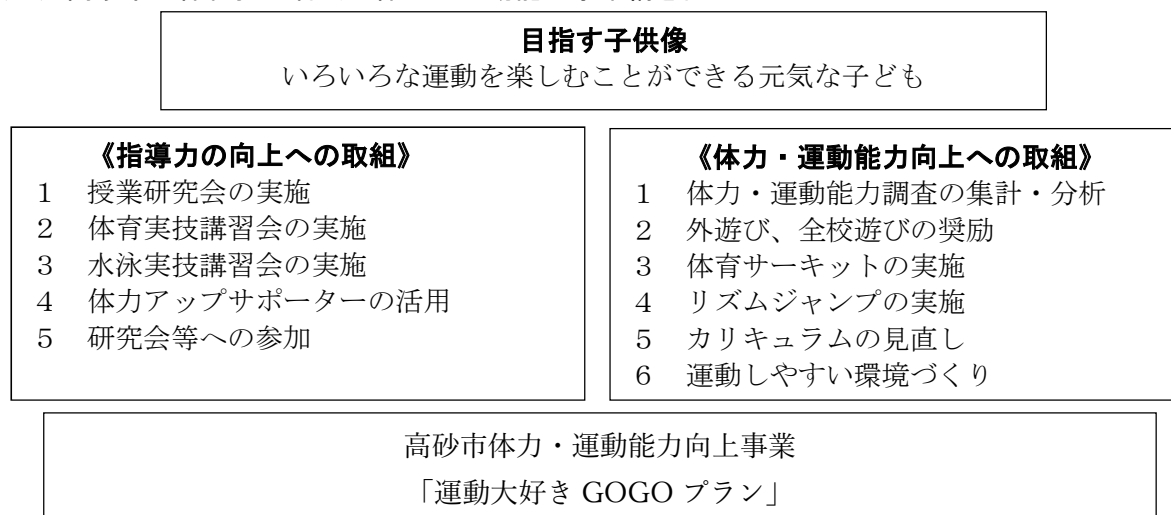 目指す子供像
いろいろな運動を楽しむことができる元気な子ども
《指導力の向上への取組》
1 授業研究会の実施
2 体育実技講習会の実施
3 水泳実技講習会の実施
4 体力アップサポーターの活用
5 研究会等への参加
《体力・運動能力向上への取組》
1 体力・運動能力調査の集計・分析
2 外遊び、全校遊びの奨励
3 体育サーキットの実施
4 リズムジャンプの実施
5 カリキュラムの見直し
6 運動しやすい環境づくり
高砂市体力・運動能力向上事業
「運動大好き GOGO プラン」